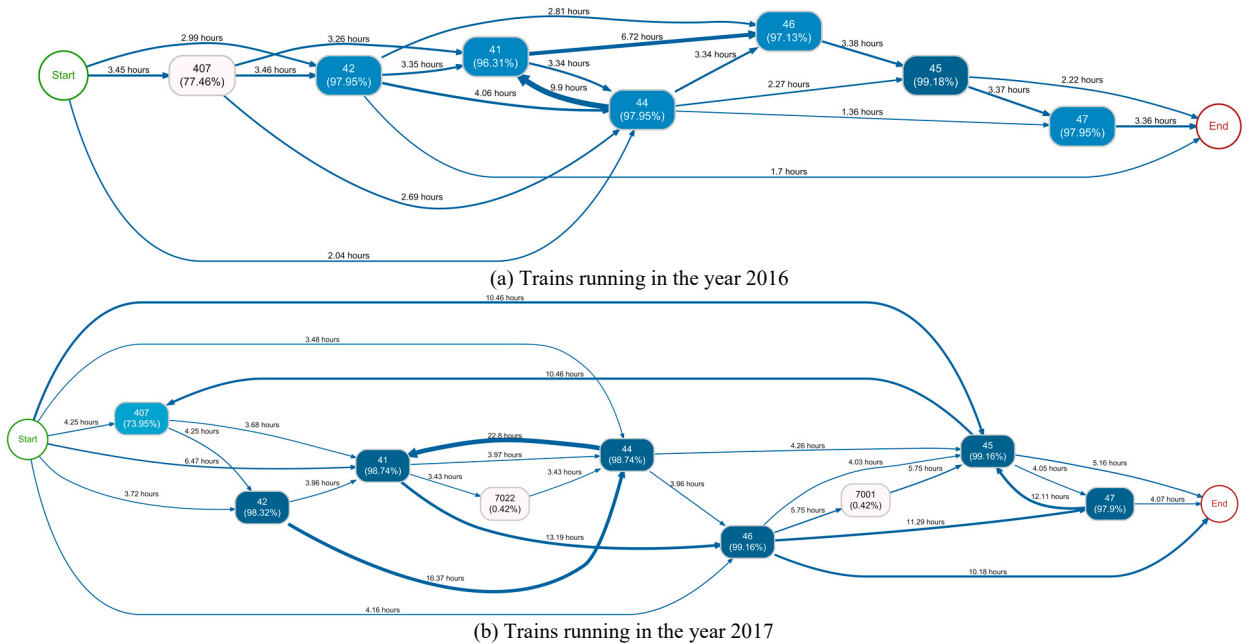 2.81 hours
46
(97.13%)
2.99 hours
3.26 hours
41
(96.31%)
6.72 hours
3.34 hours
3.38 hours
Start
3.45 hours
407
(77.46%)
3.46 hours
42
(97.95%)
3.35 hours
3.34 hours
45
(99.18%)
2.22 hours
4.06 hours
9.9 hours
44
(97.95%)
2.27 hours
3.37 hours
1.36 hours
47
(97.95%)
3.36 hours
End
1.7 hours
2.69 hours
2.04 hours
(a) Trains running in the year 2016
10.46 hours
3.48 hours
10.46 hours
Start
4.25 hours
407
(73.95%)
3.68 hours
4.25 hours
22.8 hours
44
(98.74%)
4.26 hours
45
(99.16%)
5.16 hours
6.47 hours
41
(98.74%)
3.97 hours
3.43 hours
3.43 hours
4.03 hours
5.75 hours
4.05 hours
3.72 hours
42
(98.32%)
3.96 hours
7022
(0.42%)
3.96 hours
7001
(0.42%)
12.11 hours
47
(97.9%)
4.07 hours
End
5.75 hours
13.19 hours
46
(99.16%)
11.29 hours
16.37 hours
10.18 hours
4.16 hours
(b) Trains running in the year 2017